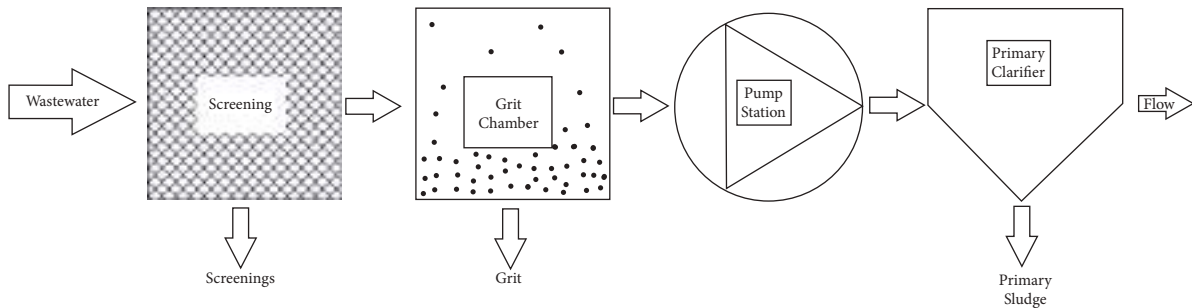 Wastewater
Screening
Grit
Chamber
Pump
Station
Primary
Clarifier
Flow
Screenings
Grit
Primary
Sludge